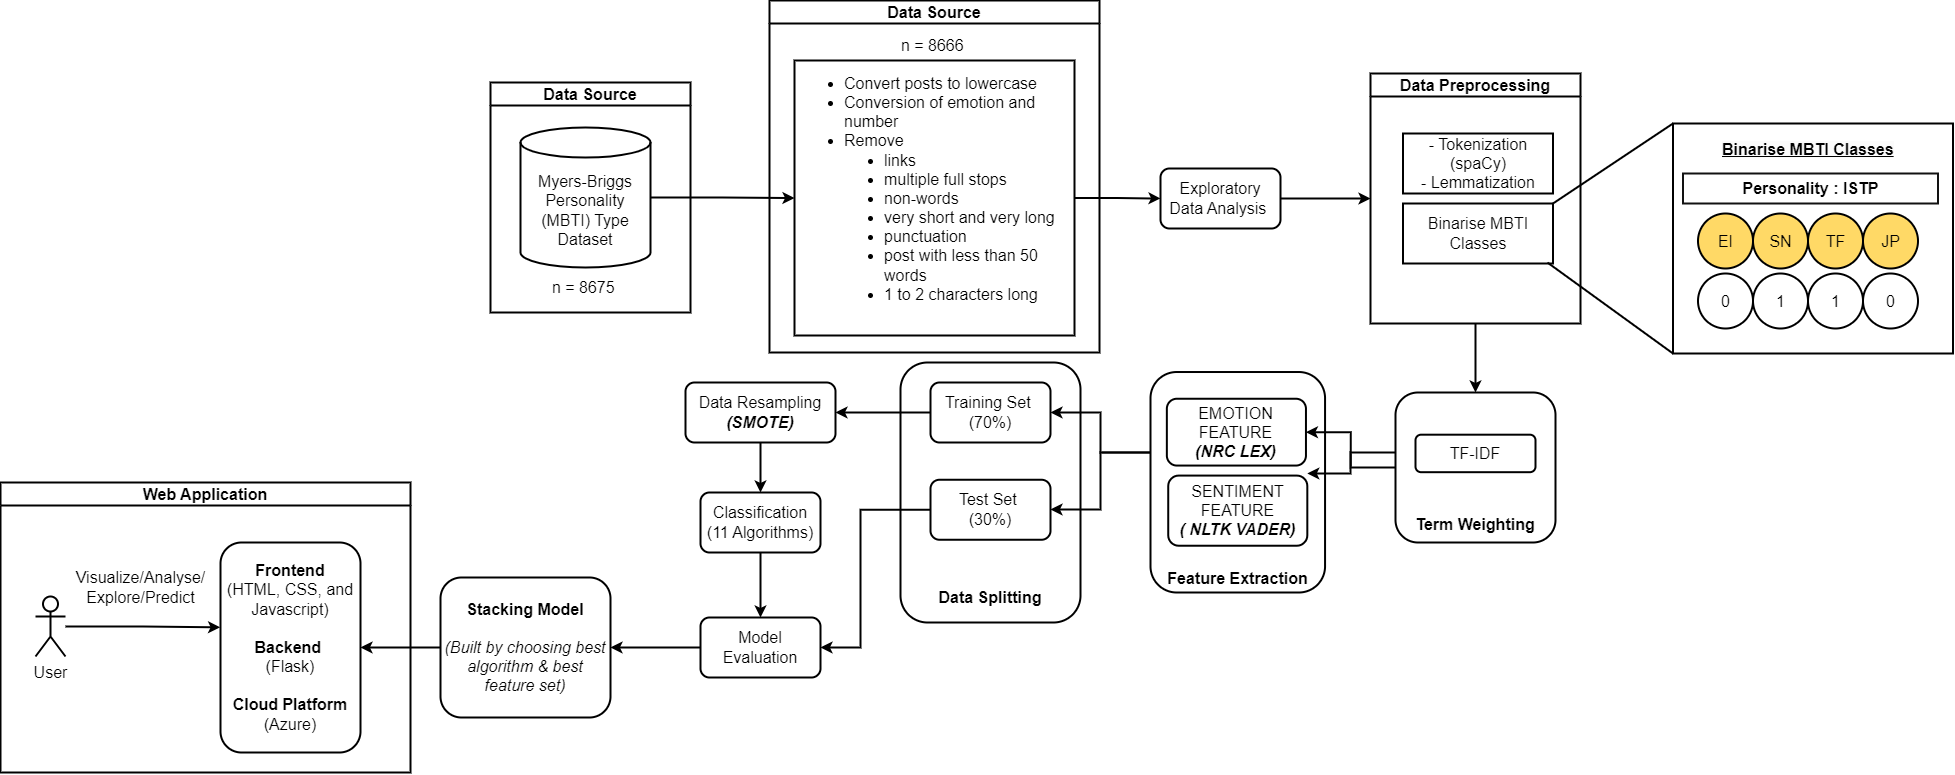 Data Source
Myers-Briggs
Personality
(MBTI) Type
Dataset
n = 8675
Data Source
n = 8666
• Convert posts to lowercase
• Conversion of emotion and
number
• Remove
• links
• multiple full stops
• non-words
• very short and very long
• punctuation
• post with less than 50
words
• 1 to 2 characters long
Exploratory
Data Analysis
Data Preprocessing
- Tokenization
(spaCy)
- Lemmatization
Binarise MBTI
Classes
Binarise MBTI Classes
Personality : ISTP
EI SN TF JP
0 1 1 0
TF-IDF
Term Weighting
EMOTION
FEATURE
(NRC LEX)
SENTIMENT
FEATURE
( NLTK VADER)
Feature Extraction
Training Set
(70%)
Test Set
(30%)
Data Splitting
Data Resampling
(SMOTE)
Classification
(11 Algorithms)
Model
Evaluation
Stacking Model
(Built by choosing best
algorithm & best
feature set)
Web Application
Visualize/Analyse/
Explore/Predict
User
Frontend
(HTML, CSS, and
Javascript)
Backend
(Flask)
Cloud Platform
(Azure)